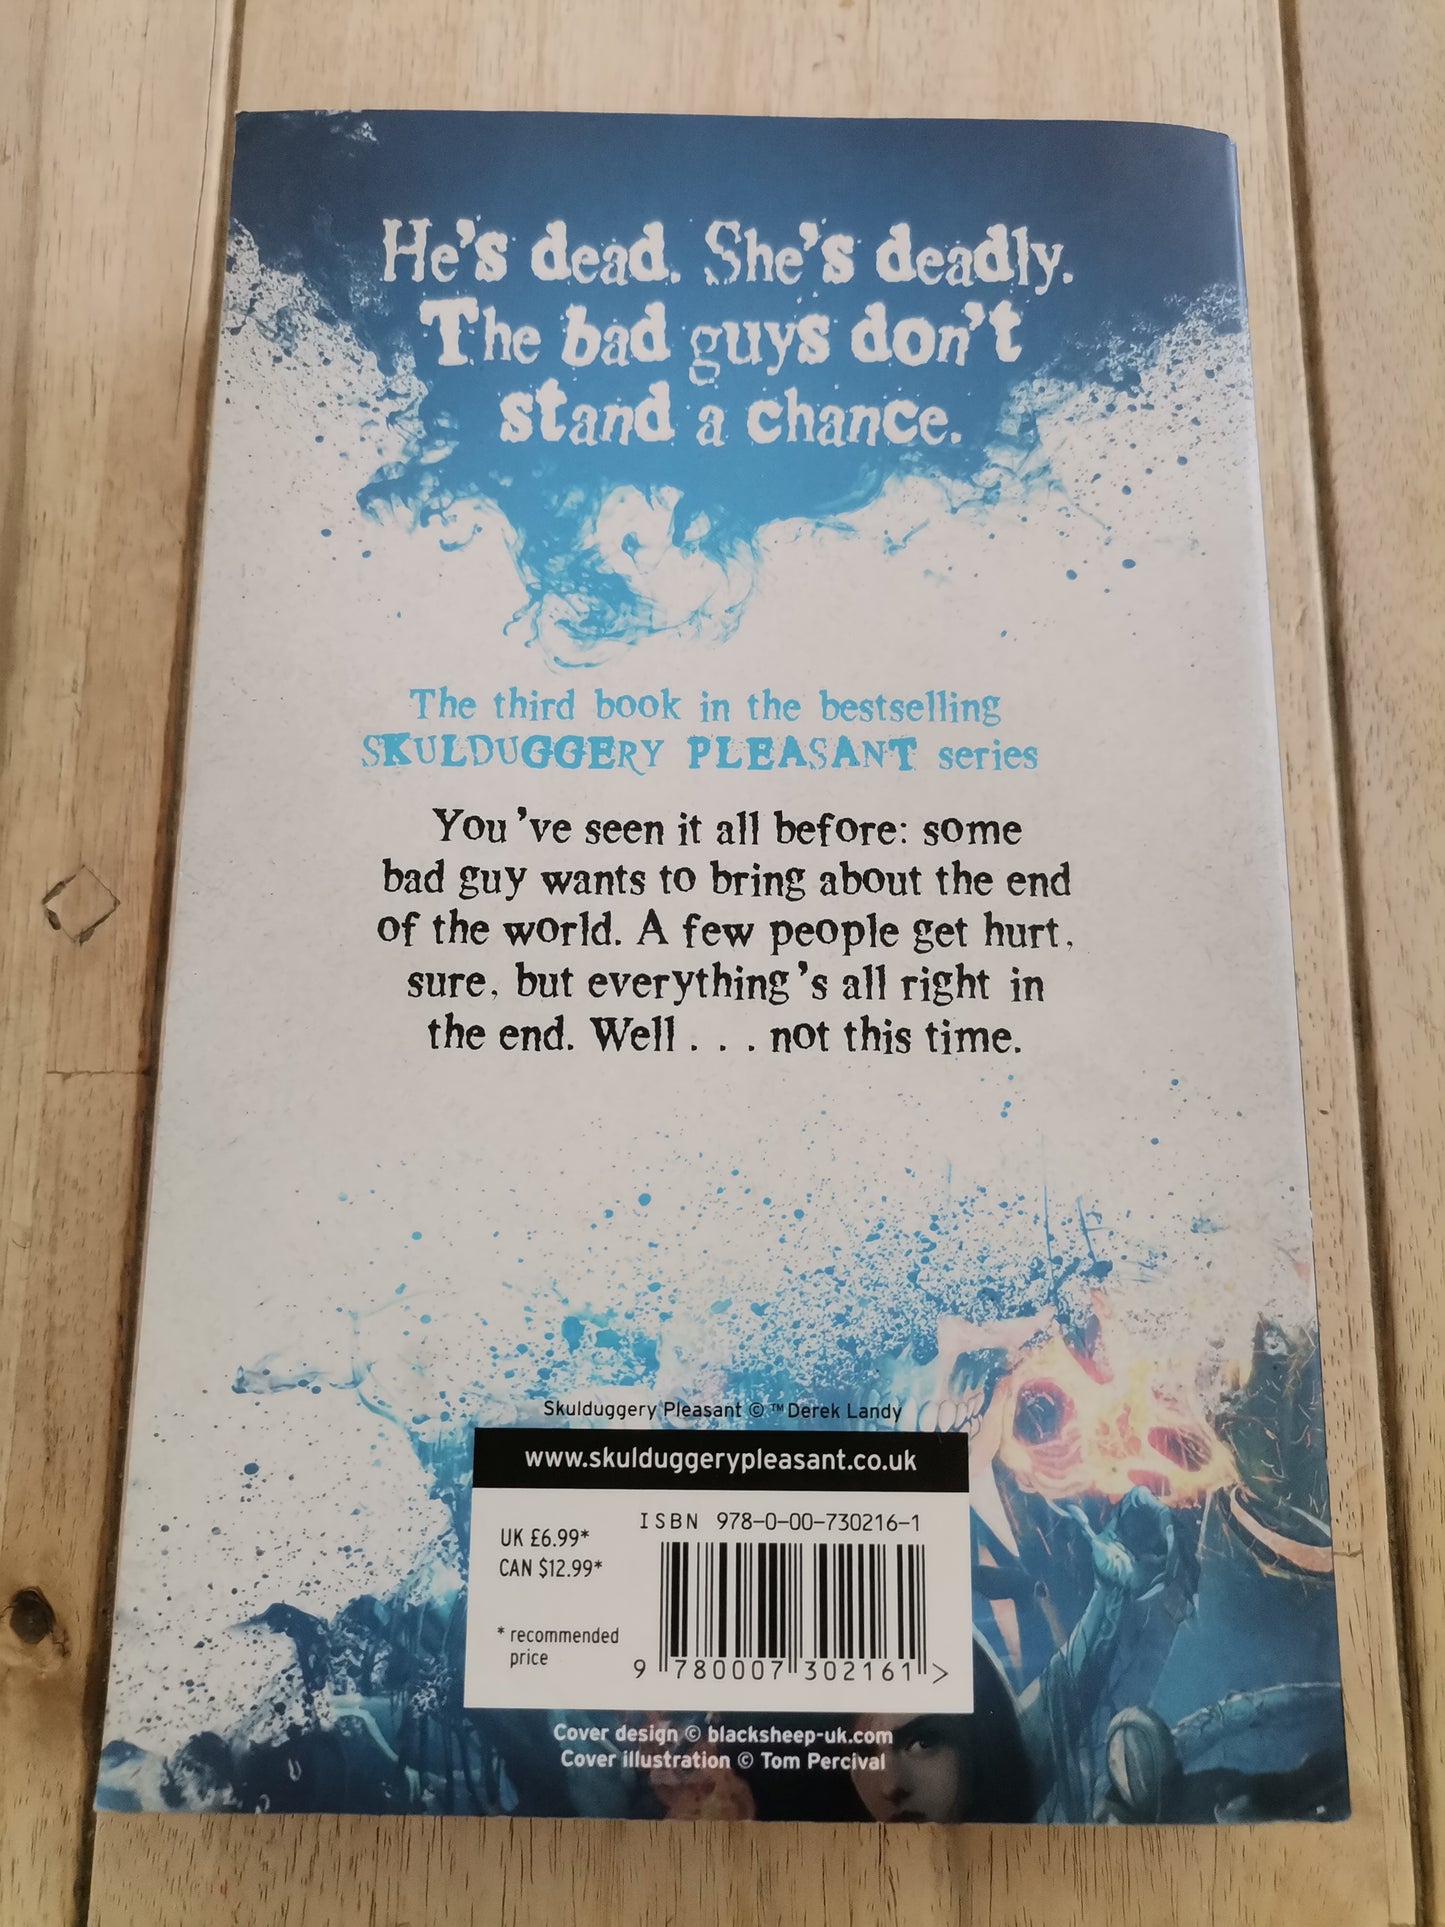 He's dead. She's deadly.
The bad guys don't
stand a chance.
The third book in the bestselling
SKULDUGGERY PLEASANT series
You've seen it all before: some
bad guy wants to bring about the end
of the world. A few people get hurt,
sure, but everything's all right in
the end. Well . . . not this time.
Skulduggery Pleasant © ™ Derek Landy
www.skulduggerypleasant.co.uk
ISBN 978-0-00-730216-1
UK £6.99*
CAN $12.99*
* recommended
price
9 780007 302161 >
Cover design © blacksheep-uk.com
Cover illustration © Tom Percival